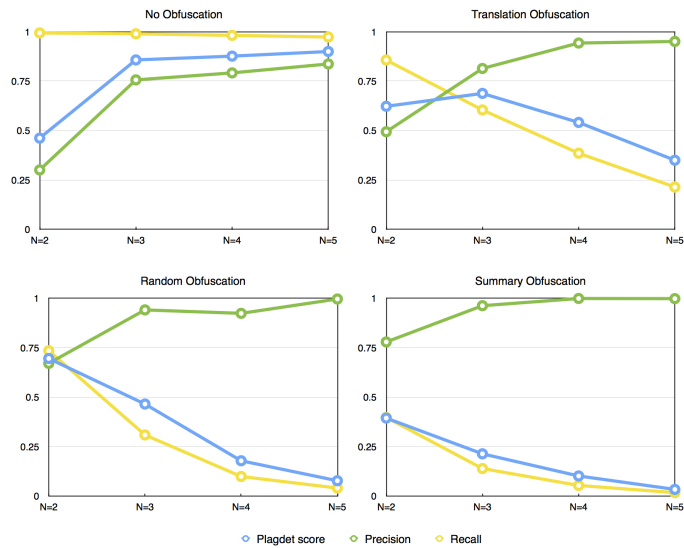 No Obfuscation
1
0.75
0.5
0.25
0
N=2 N=3 N=4 N=5
Translation Obfuscation
1
0.75
0.5
0.25
0
N=2 N=3 N=4 N=5
Random Obfuscation
1
0.75
0.5
0.25
0
N=2 N=3 N=4 N=5
Summary Obfuscation
1
0.75
0.5
0.25
0
N=2 N=3 N=4 N=5
Plagdet score Precision Recall